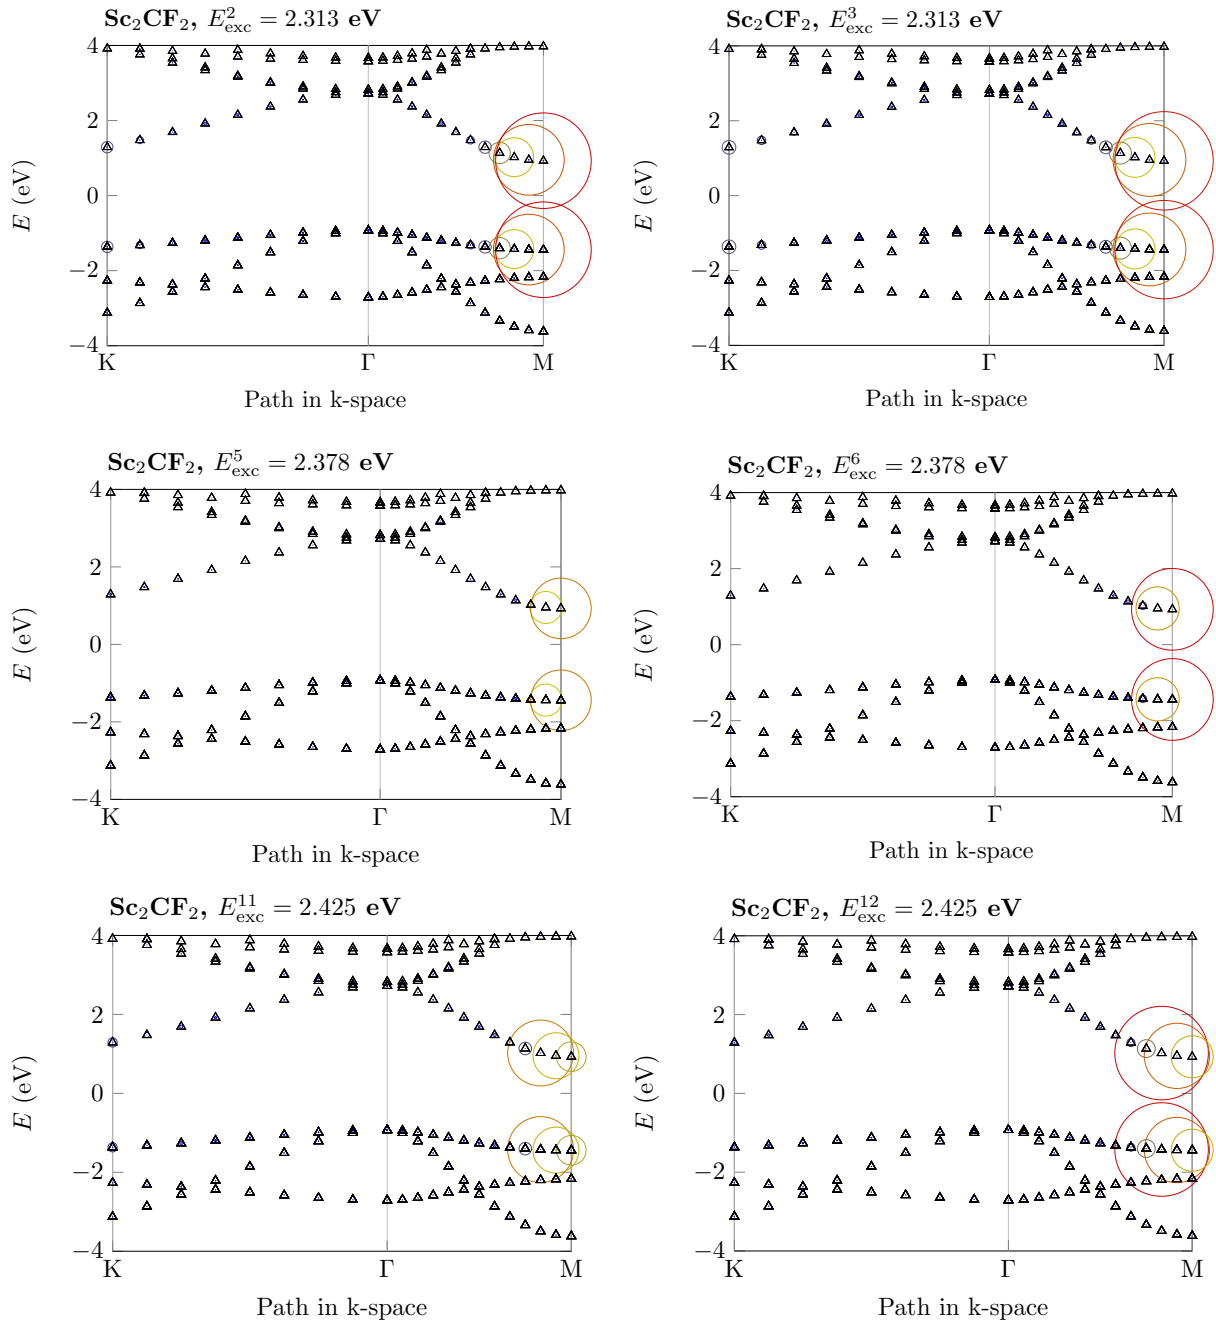 Sc₂CF₂, E²exc = 2.313 eV
4
2
0
−2
−4
E (eV)
K Γ M
Path in k-space
Sc₂CF₂, E³exc = 2.313 eV
4
2
0
−2
−4
E (eV)
K Γ M
Path in k-space
Sc₂CF₂, E⁵exc = 2.378 eV
4
2
0
−2
−4
E (eV)
K Γ M
Path in k-space
Sc₂CF₂, E⁶exc = 2.378 eV
4
2
0
−2
−4
E (eV)
K Γ M
Path in k-space
Sc₂CF₂, E¹¹exc = 2.425 eV
4
2
0
−2
−4
E (eV)
K Γ M
Path in k-space
Sc₂CF₂, E¹²exc = 2.425 eV
4
2
0
−2
−4
E (eV)
K Γ M
Path in k-space